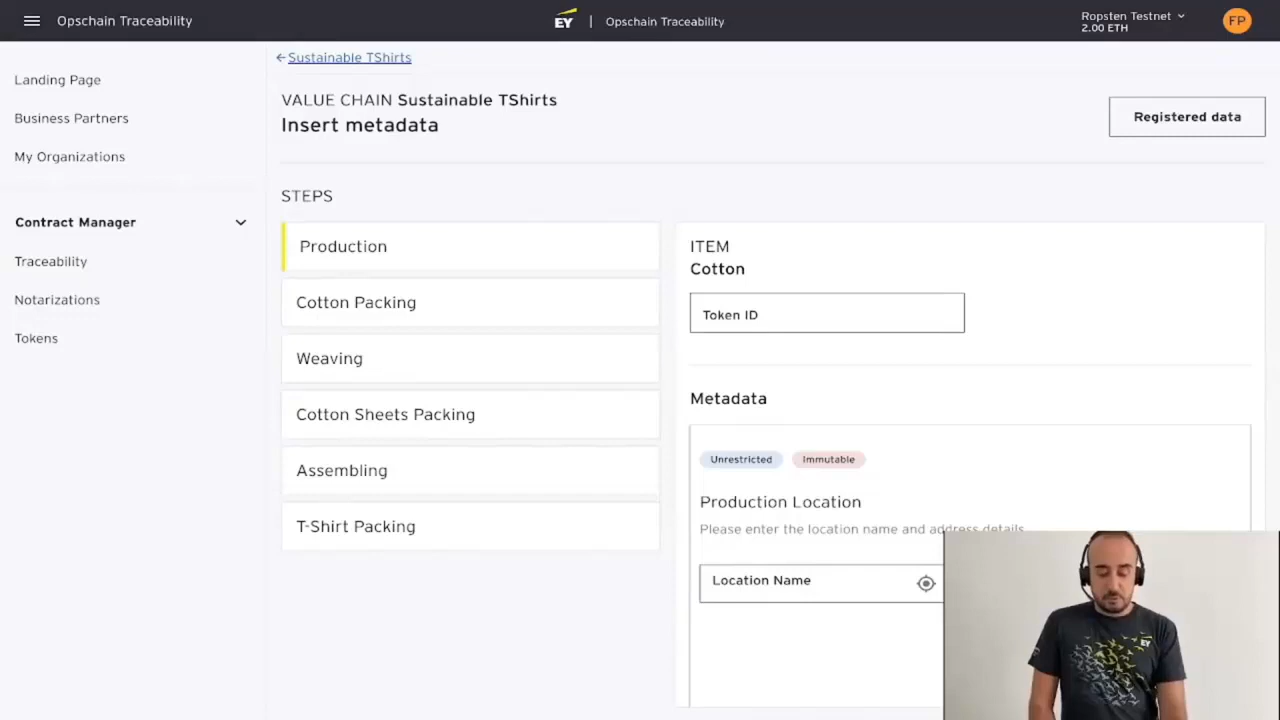 Opschain Traceability
EY | Opschain Traceability
Ropsten Testnet
2.00 ETH
FP
Landing Page
Business Partners
My Organizations
Contract Manager
Traceability
Notarizations
Tokens
←Sustainable TShirts
VALUE CHAIN Sustainable TShirts
Insert metadata
Registered data
STEPS
Production
Cotton Packing
Weaving
Cotton Sheets Packing
Assembling
T-Shirt Packing
ITEM
Cotton
Token ID
Metadata
Unrestricted
Immutable
Production Location
Please enter the location name and address details
Location Name
EY